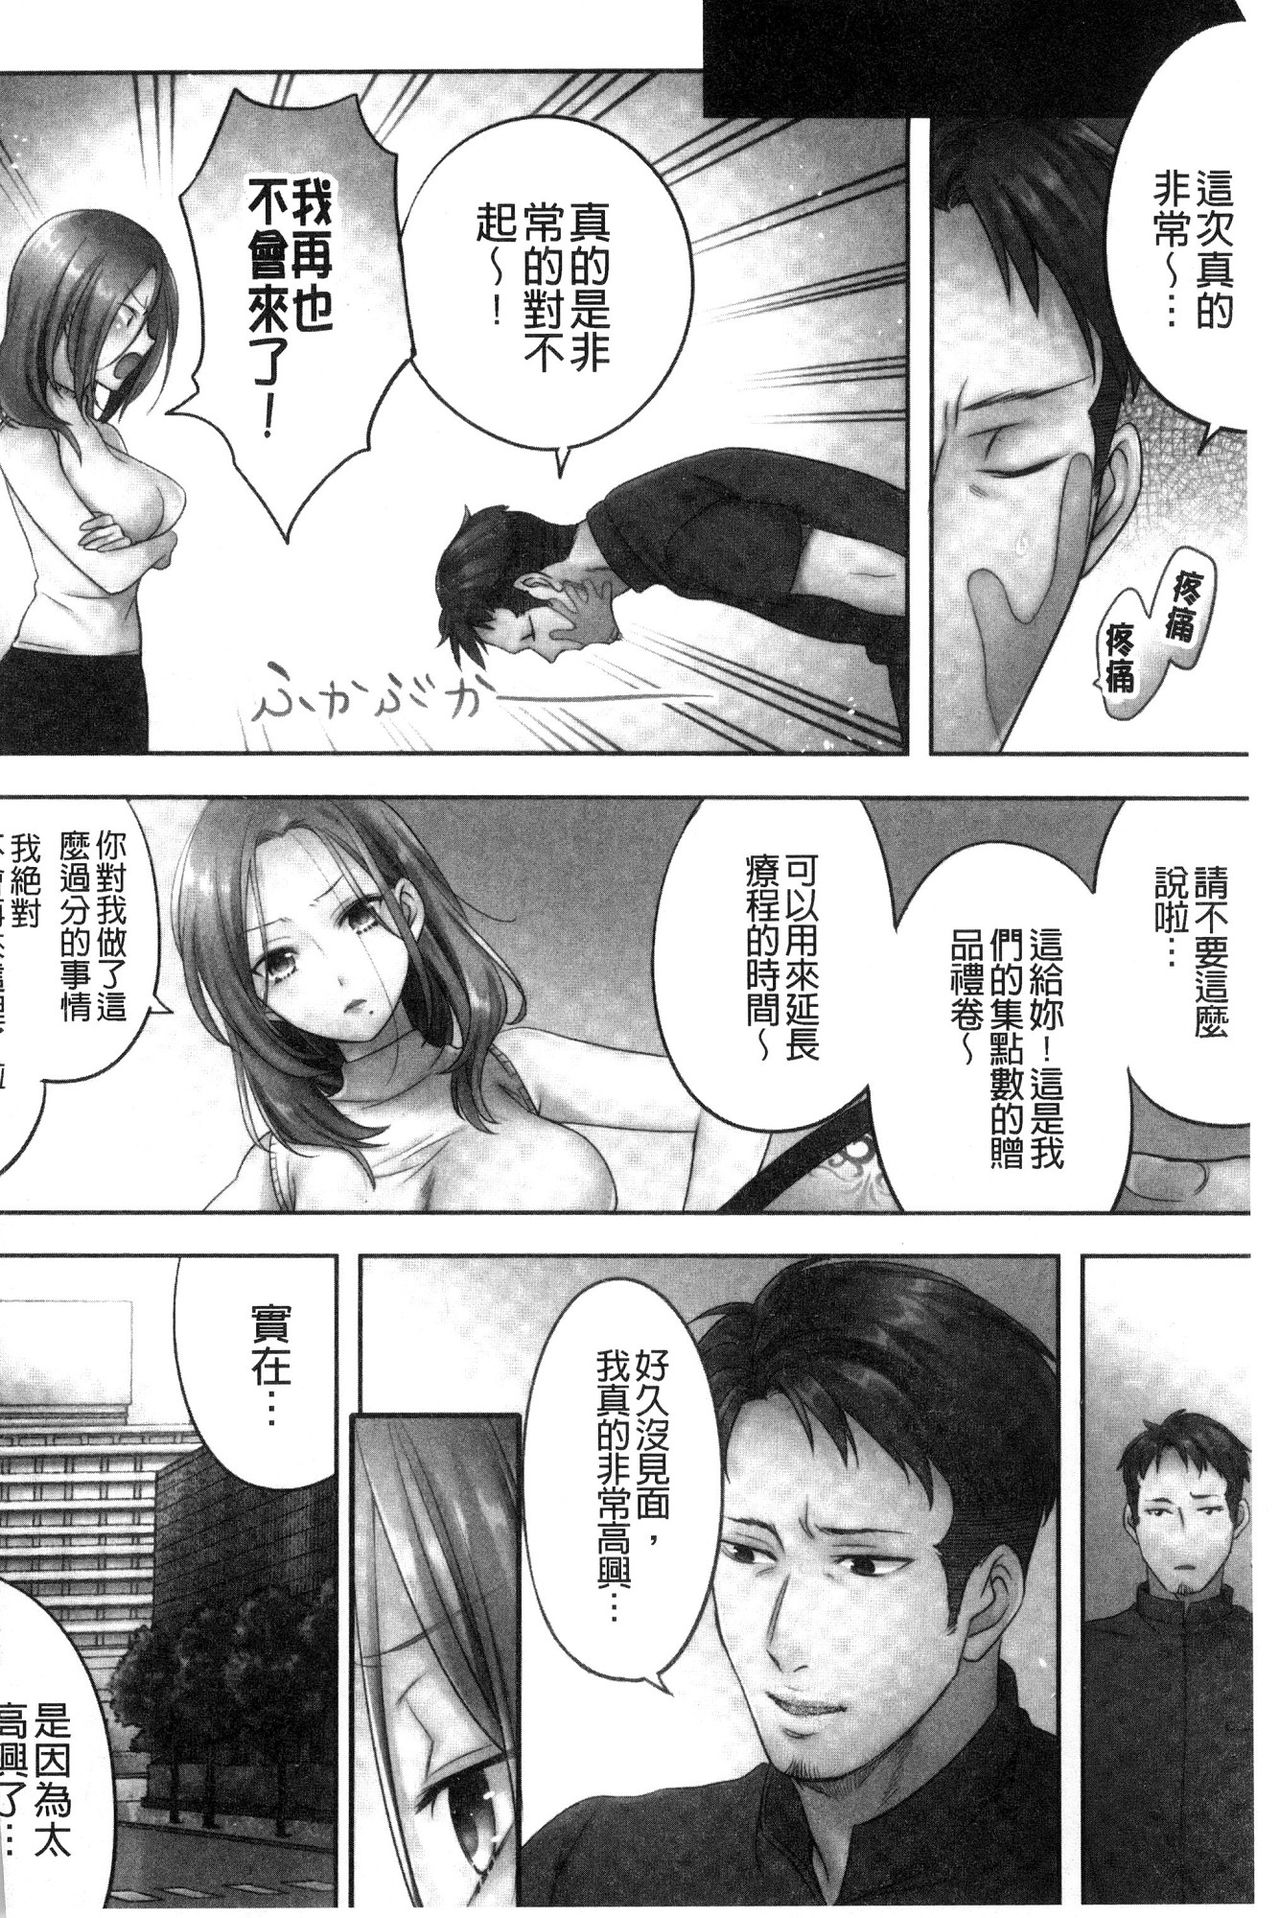 這次真的
非常～…
疼痛
疼痛
真的是非
常的對不
起～！
我再也
不會來了！
ふかぶかー
請不要這麼
說啦…
這給妳！這是我
們的集點數的贈
品禮卷～
可以用來延長
療程的時間～
你對我做了這
麼過分的事情
我絕對
好久沒見面，
我真的非常高興…
實在…
是因為太
高興了…